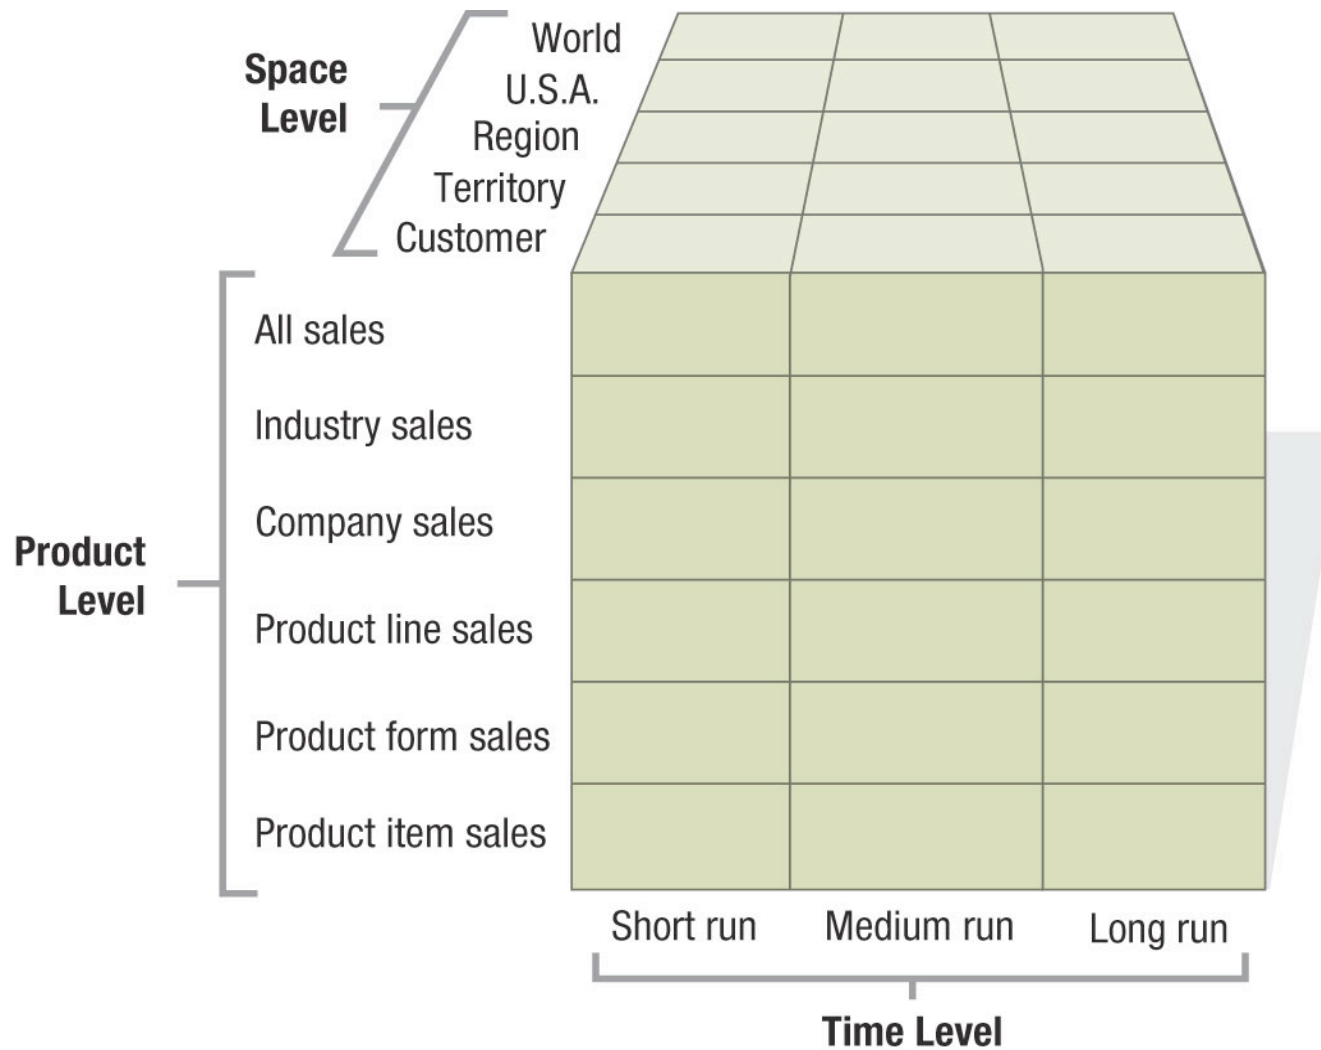 Space
Level
World
U.S.A.
Region
Territory
Customer
Product
Level
All sales
Industry sales
Company sales
Product line sales
Product form sales
Product item sales
Short run
Medium run
Long run
Time Level